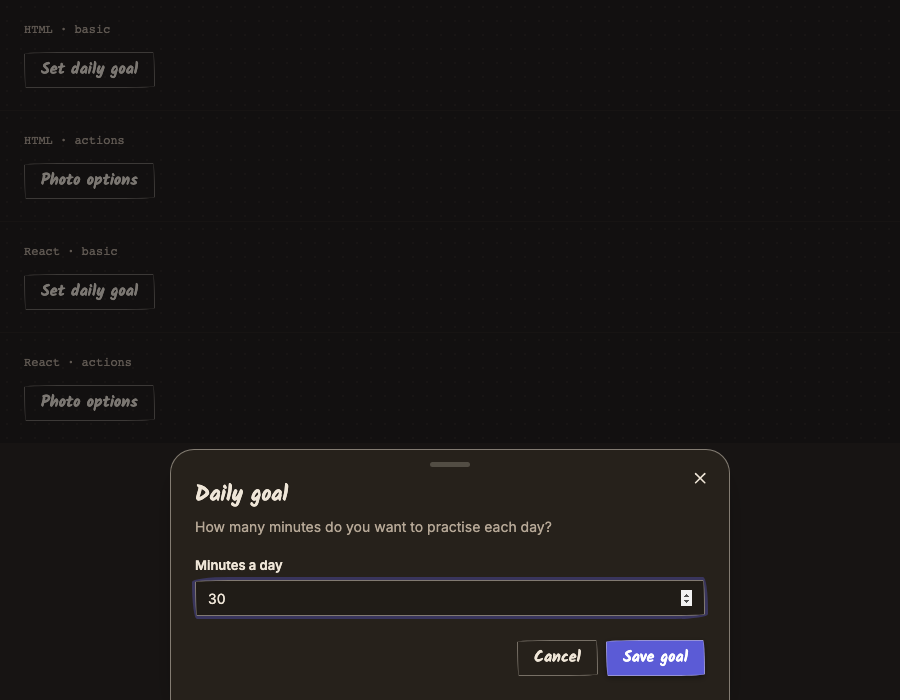 HTML · basic
Set daily goal
HTML · actions
Photo options
React · basic
Set daily goal
React · actions
Photo options
Daily goal
How many minutes do you want to practise each day?
Minutes a day
30
Cancel
Save goal